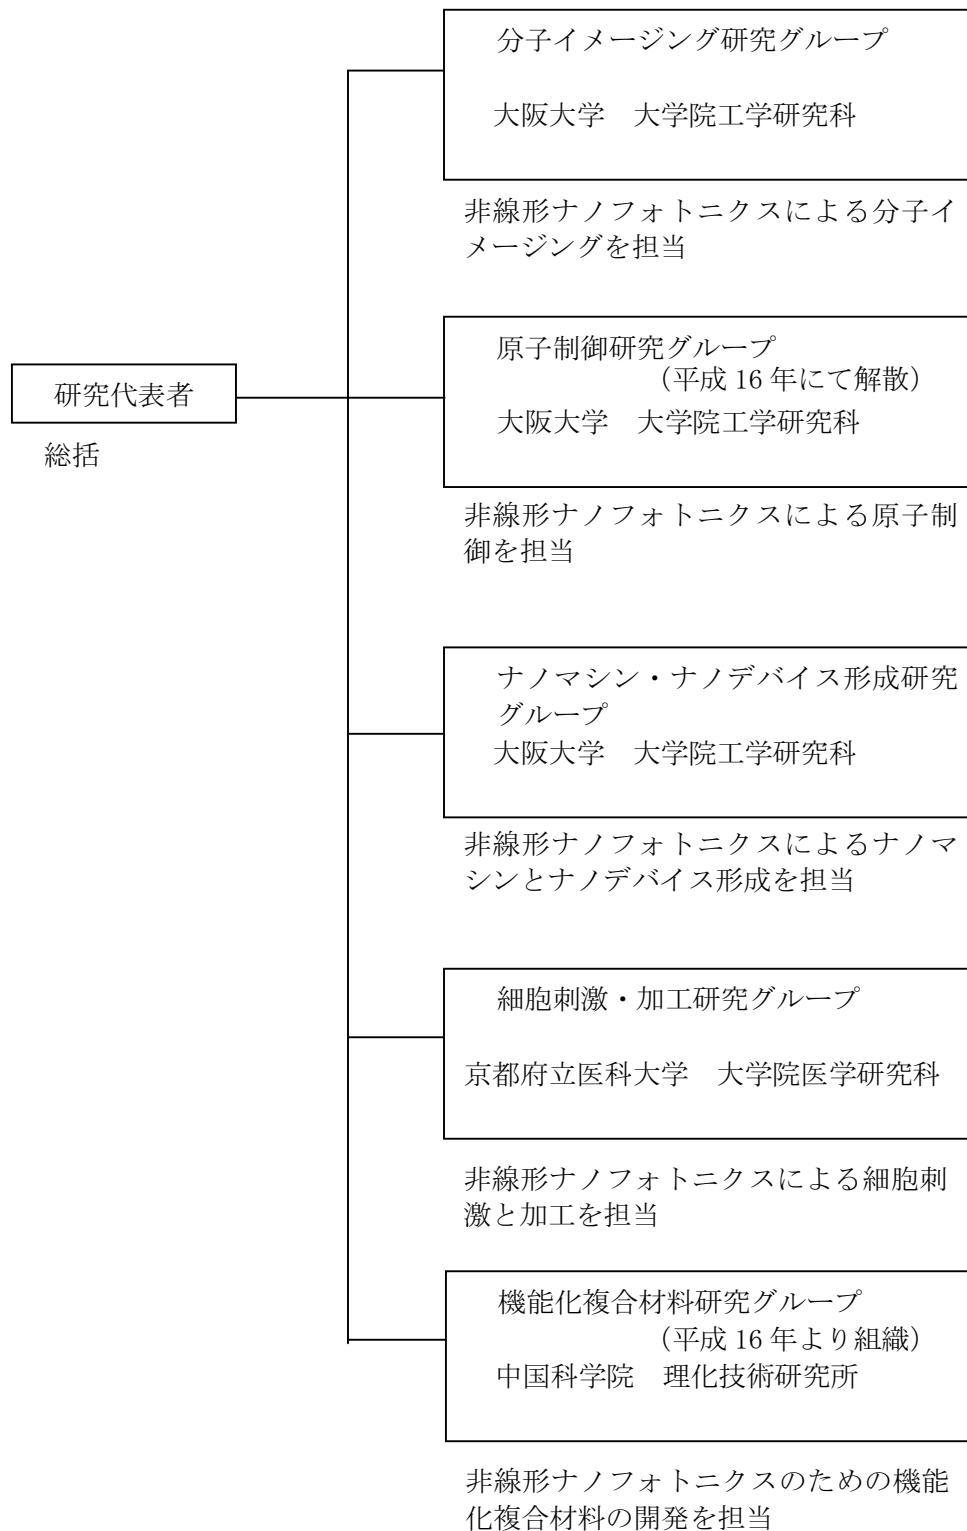 分子イメージング研究グループ
大阪大学　大学院工学研究科
非線形ナノフォトニクスによる分子イ
メージングを担当
原子制御研究グループ
（平成 16 年にて解散）
大阪大学　大学院工学研究科
研究代表者
総括
非線形ナノフォトニクスによる原子制
御を担当
ナノマシン・ナノデバイス形成研究
グループ
大阪大学　大学院工学研究科
非線形ナノフォトニクスによるナノマ
シンとナノデバイス形成を担当
細胞刺激・加工研究グループ
京都府立医科大学　大学院医学研究科
非線形ナノフォトニクスによる細胞刺
激と加工を担当
機能化複合材料研究グループ
（平成 16 年より組織）
中国科学院　理化技術研究所
非線形ナノフォトニクスのための機能
化複合材料の開発を担当